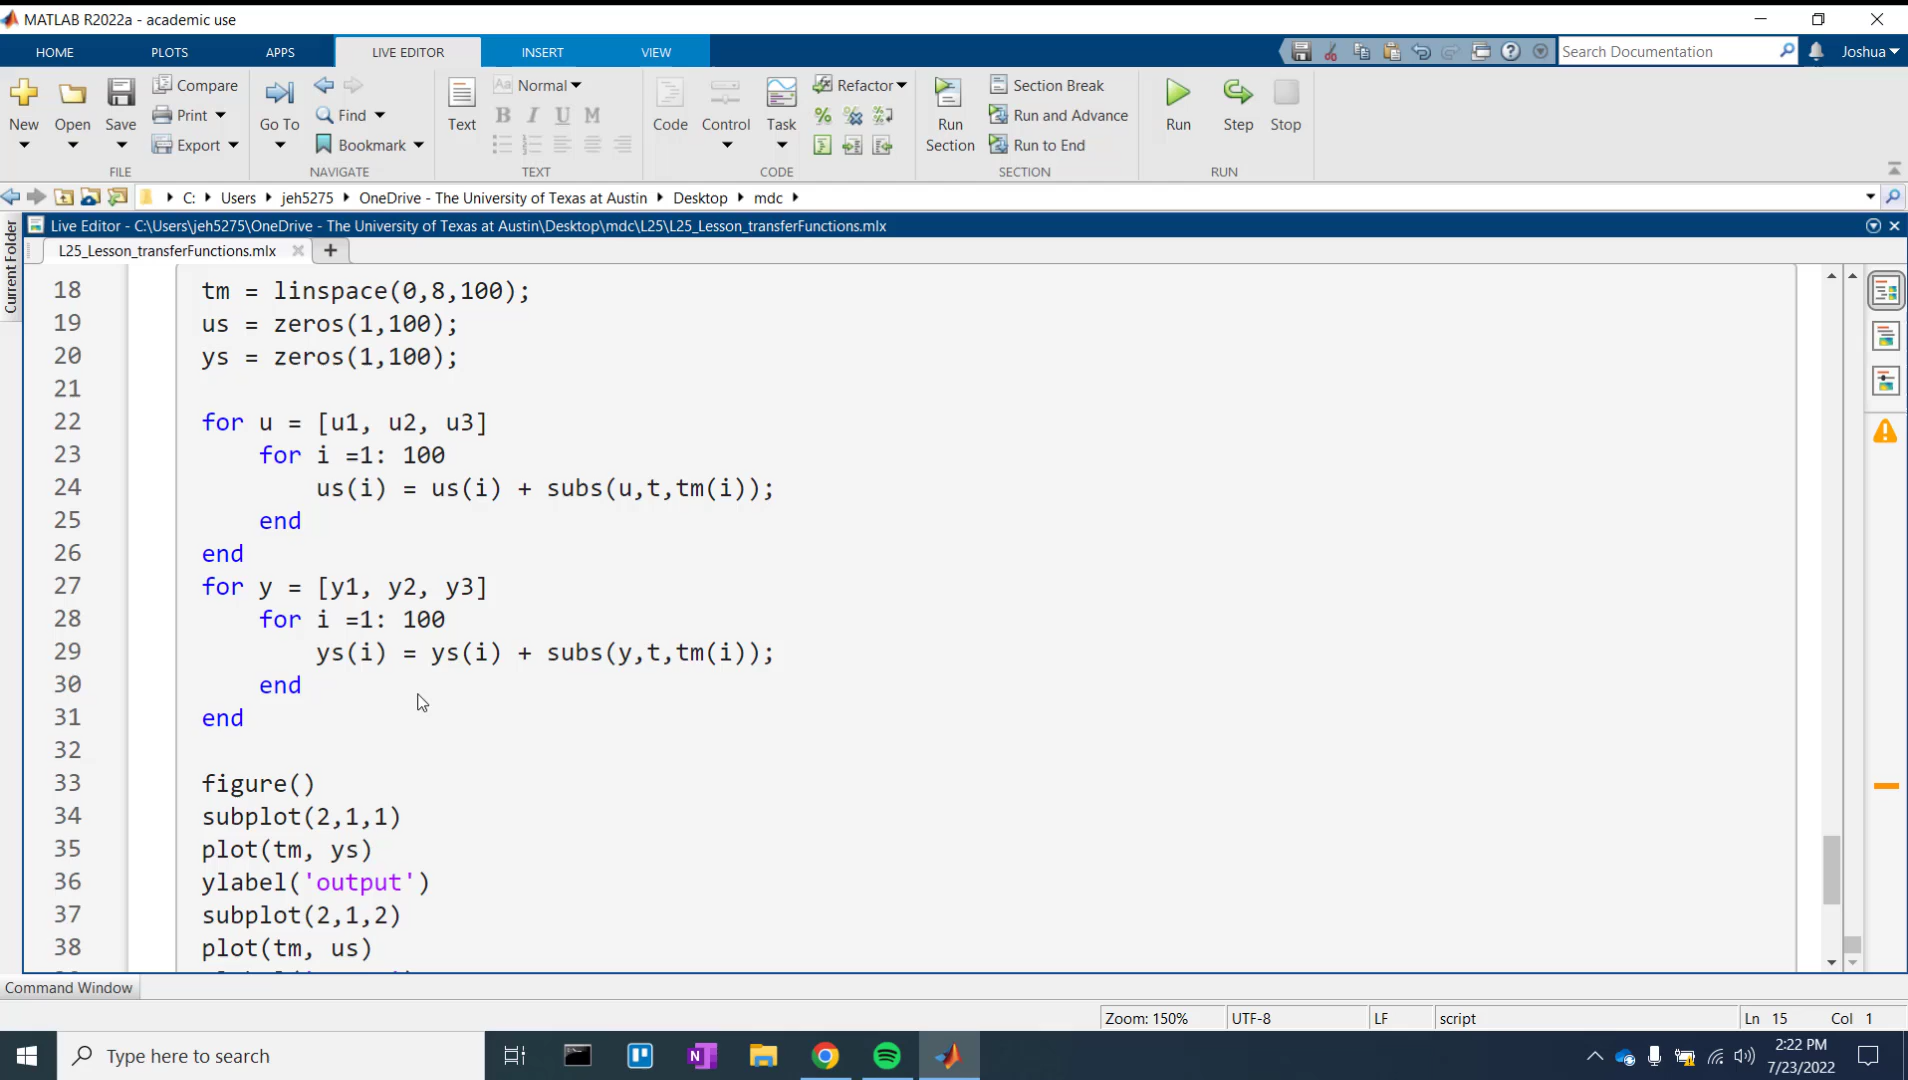 MATLAB R2022a - academic use
HOME PLOTS APPS LIVE EDITOR INSERT VIEW Search Documentation Joshua
New Open Save Compare Print Export
Go To Find Bookmark
Text Aa Normal B I U M
Code Control Task Refactor
Run Section Section Break Run and Advance Run to End
Run Step Stop
FILE NAVIGATE TEXT CODE SECTION RUN
C: Users jeh5275 OneDrive - The University of Texas at Austin Desktop mdc
Current Folder
Live Editor - C:\Users\jeh5275\OneDrive - The University of Texas at Austin\Desktop\mdc\L25\L25_Lesson_transferFunctions.mlx
L25_Lesson_transferFunctions.mlx
18 tm = linspace(0,8,100);
19 us = zeros(1,100);
20 ys = zeros(1,100);
21
22 for u = [u1, u2, u3]
23 for i =1: 100
24 us(i) = us(i) + subs(u,t,tm(i));
25 end
26 end
27 for y = [y1, y2, y3]
28 for i =1: 100
29 ys(i) = ys(i) + subs(y,t,tm(i));
30 end
31 end
32
33 figure()
34 subplot(2,1,1)
35 plot(tm, ys)
36 ylabel('output')
37 subplot(2,1,2)
38 plot(tm, us)
Command Window
Zoom: 150% UTF-8 LF script Ln 15 Col 1
Type here to search
2:22 PM
7/23/2022